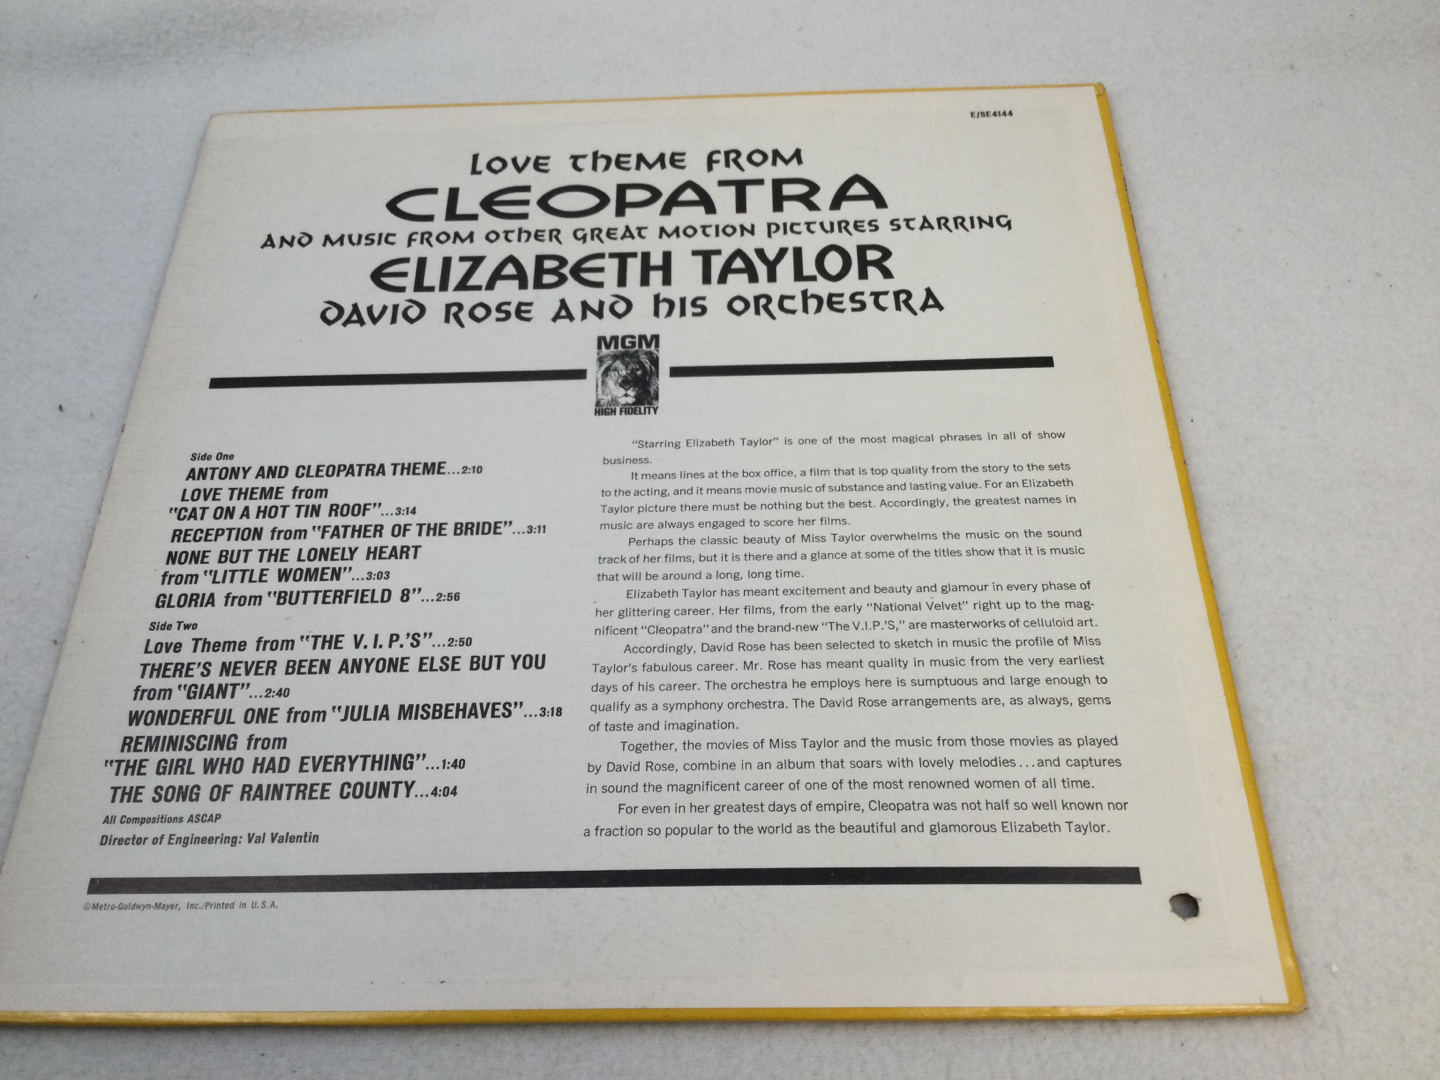 E/SE4144
LOVE THEME FROM
CLEOPATRA
AND MUSIC FROM OTHER GREAT MOTION PICTURES STARRING
ELIZABETH TAYLOR
DAVID ROSE AND HIS ORCHESTRA
MGM
HIGH FIDELITY
Side One
ANTONY AND CLEOPATRA THEME...2:10
LOVE THEME from
"CAT ON A HOT TIN ROOF"...3:14
RECEPTION from "FATHER OF THE BRIDE"...3:11
NONE BUT THE LONELY HEART
from "LITTLE WOMEN"...3:03
GLORIA from "BUTTERFIELD 8"...2:56
Side Two
Love Theme from "THE V. I. P.'S"...2:50
THERE'S NEVER BEEN ANYONE ELSE BUT YOU
from "GIANT"...2:40
WONDERFUL ONE from "JULIA MISBEHAVES"...3:18
REMINISCING from
"THE GIRL WHO HAD EVERYTHING"...1:40
THE SONG OF RAINTREE COUNTY...4:04
All Compositions ASCAP
Director of Engineering: Val Valentin
"Starring Elizabeth Taylor" is one of the most magical phrases in all of show
business.
It means lines at the box office, a film that is top quality from the story to the sets
to the acting, and it means movie music of substance and lasting value. For an Elizabeth
Taylor picture there must be nothing but the best. Accordingly, the greatest names in
music are always engaged to score her films.
Perhaps the classic beauty of Miss Taylor overwhelms the music on the sound
track of her films, but it is there and a glance at some of the titles show that it is music
that will be around a long, long time.
Elizabeth Taylor has meant excitement and beauty and glamour in every phase of
her glittering career. Her films, from the early "National Velvet" right up to the mag-
nificent "Cleopatra" and the brand-new "The V.I.P.'S," are masterworks of celluloid art.
Accordingly, David Rose has been selected to sketch in music the profile of Miss
Taylor's fabulous career. Mr. Rose has meant quality in music from the very earliest
days of his career. The orchestra he employs here is sumptuous and large enough to
qualify as a symphony orchestra. The David Rose arrangements are, as always, gems
of taste and imagination.
Together, the movies of Miss Taylor and the music from those movies as played
by David Rose, combine in an album that soars with lovely melodies...and captures
in sound the magnificent career of one of the most renowned women of all time.
For even in her greatest days of empire, Cleopatra was not half so well known nor
a fraction so popular to the world as the beautiful and glamorous Elizabeth Taylor.
©Metro-Goldwyn-Mayer, Inc./Printed in U. S. A.